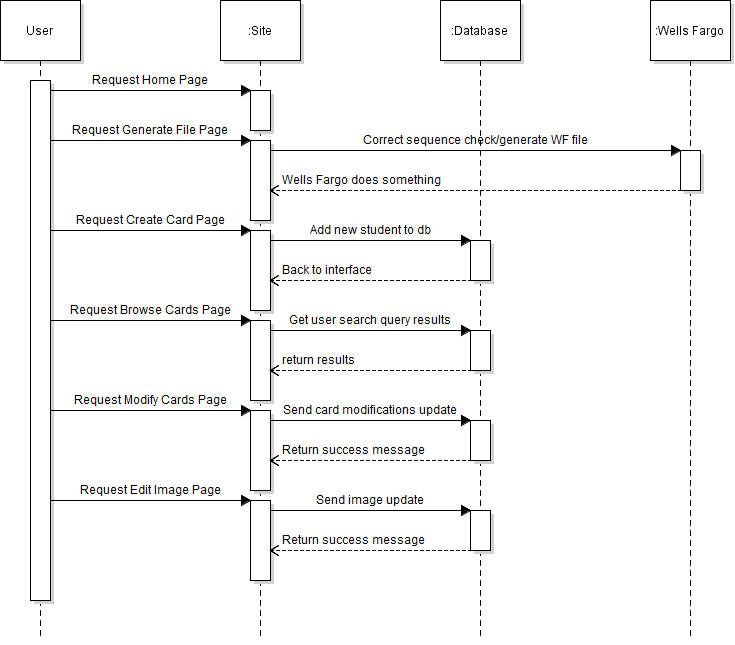 User
:Site
:Database
:Wells Fargo
Request Home Page
Request Generate File Page
Correct sequence check/generate WF file
Wells Fargo does something
Request Create Card Page
Add new student to db
Back to interface
Request Browse Cards Page
Get user search query results
return results
Request Modify Cards Page
Send card modifications update
Return success message
Request Edit Image Page
Send image update
Return success message